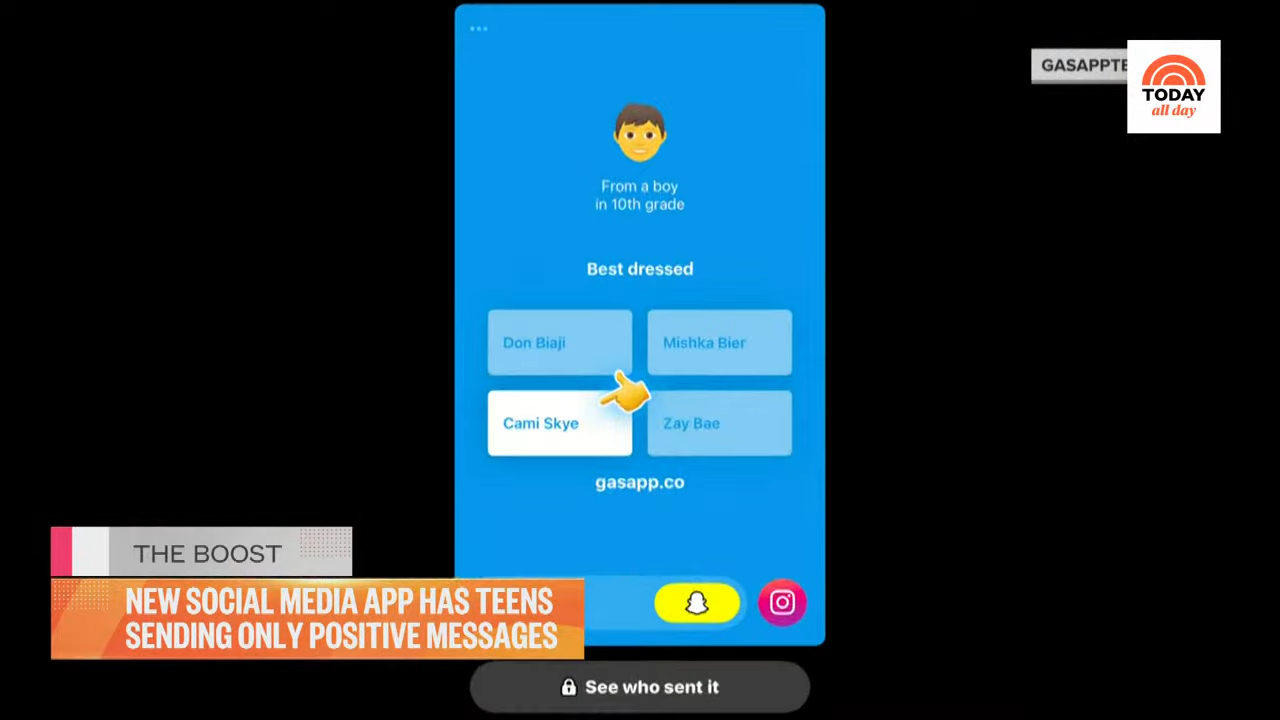 GASAPPTE
TODAY
all day
From a boy
in 10th grade
Best dressed
Don Biaji
Mishka Bier
Cami Skye
Zay Bae
gasapp.co
THE BOOST
NEW SOCIAL MEDIA APP HAS TEENS
SENDING ONLY POSITIVE MESSAGES
See who sent it